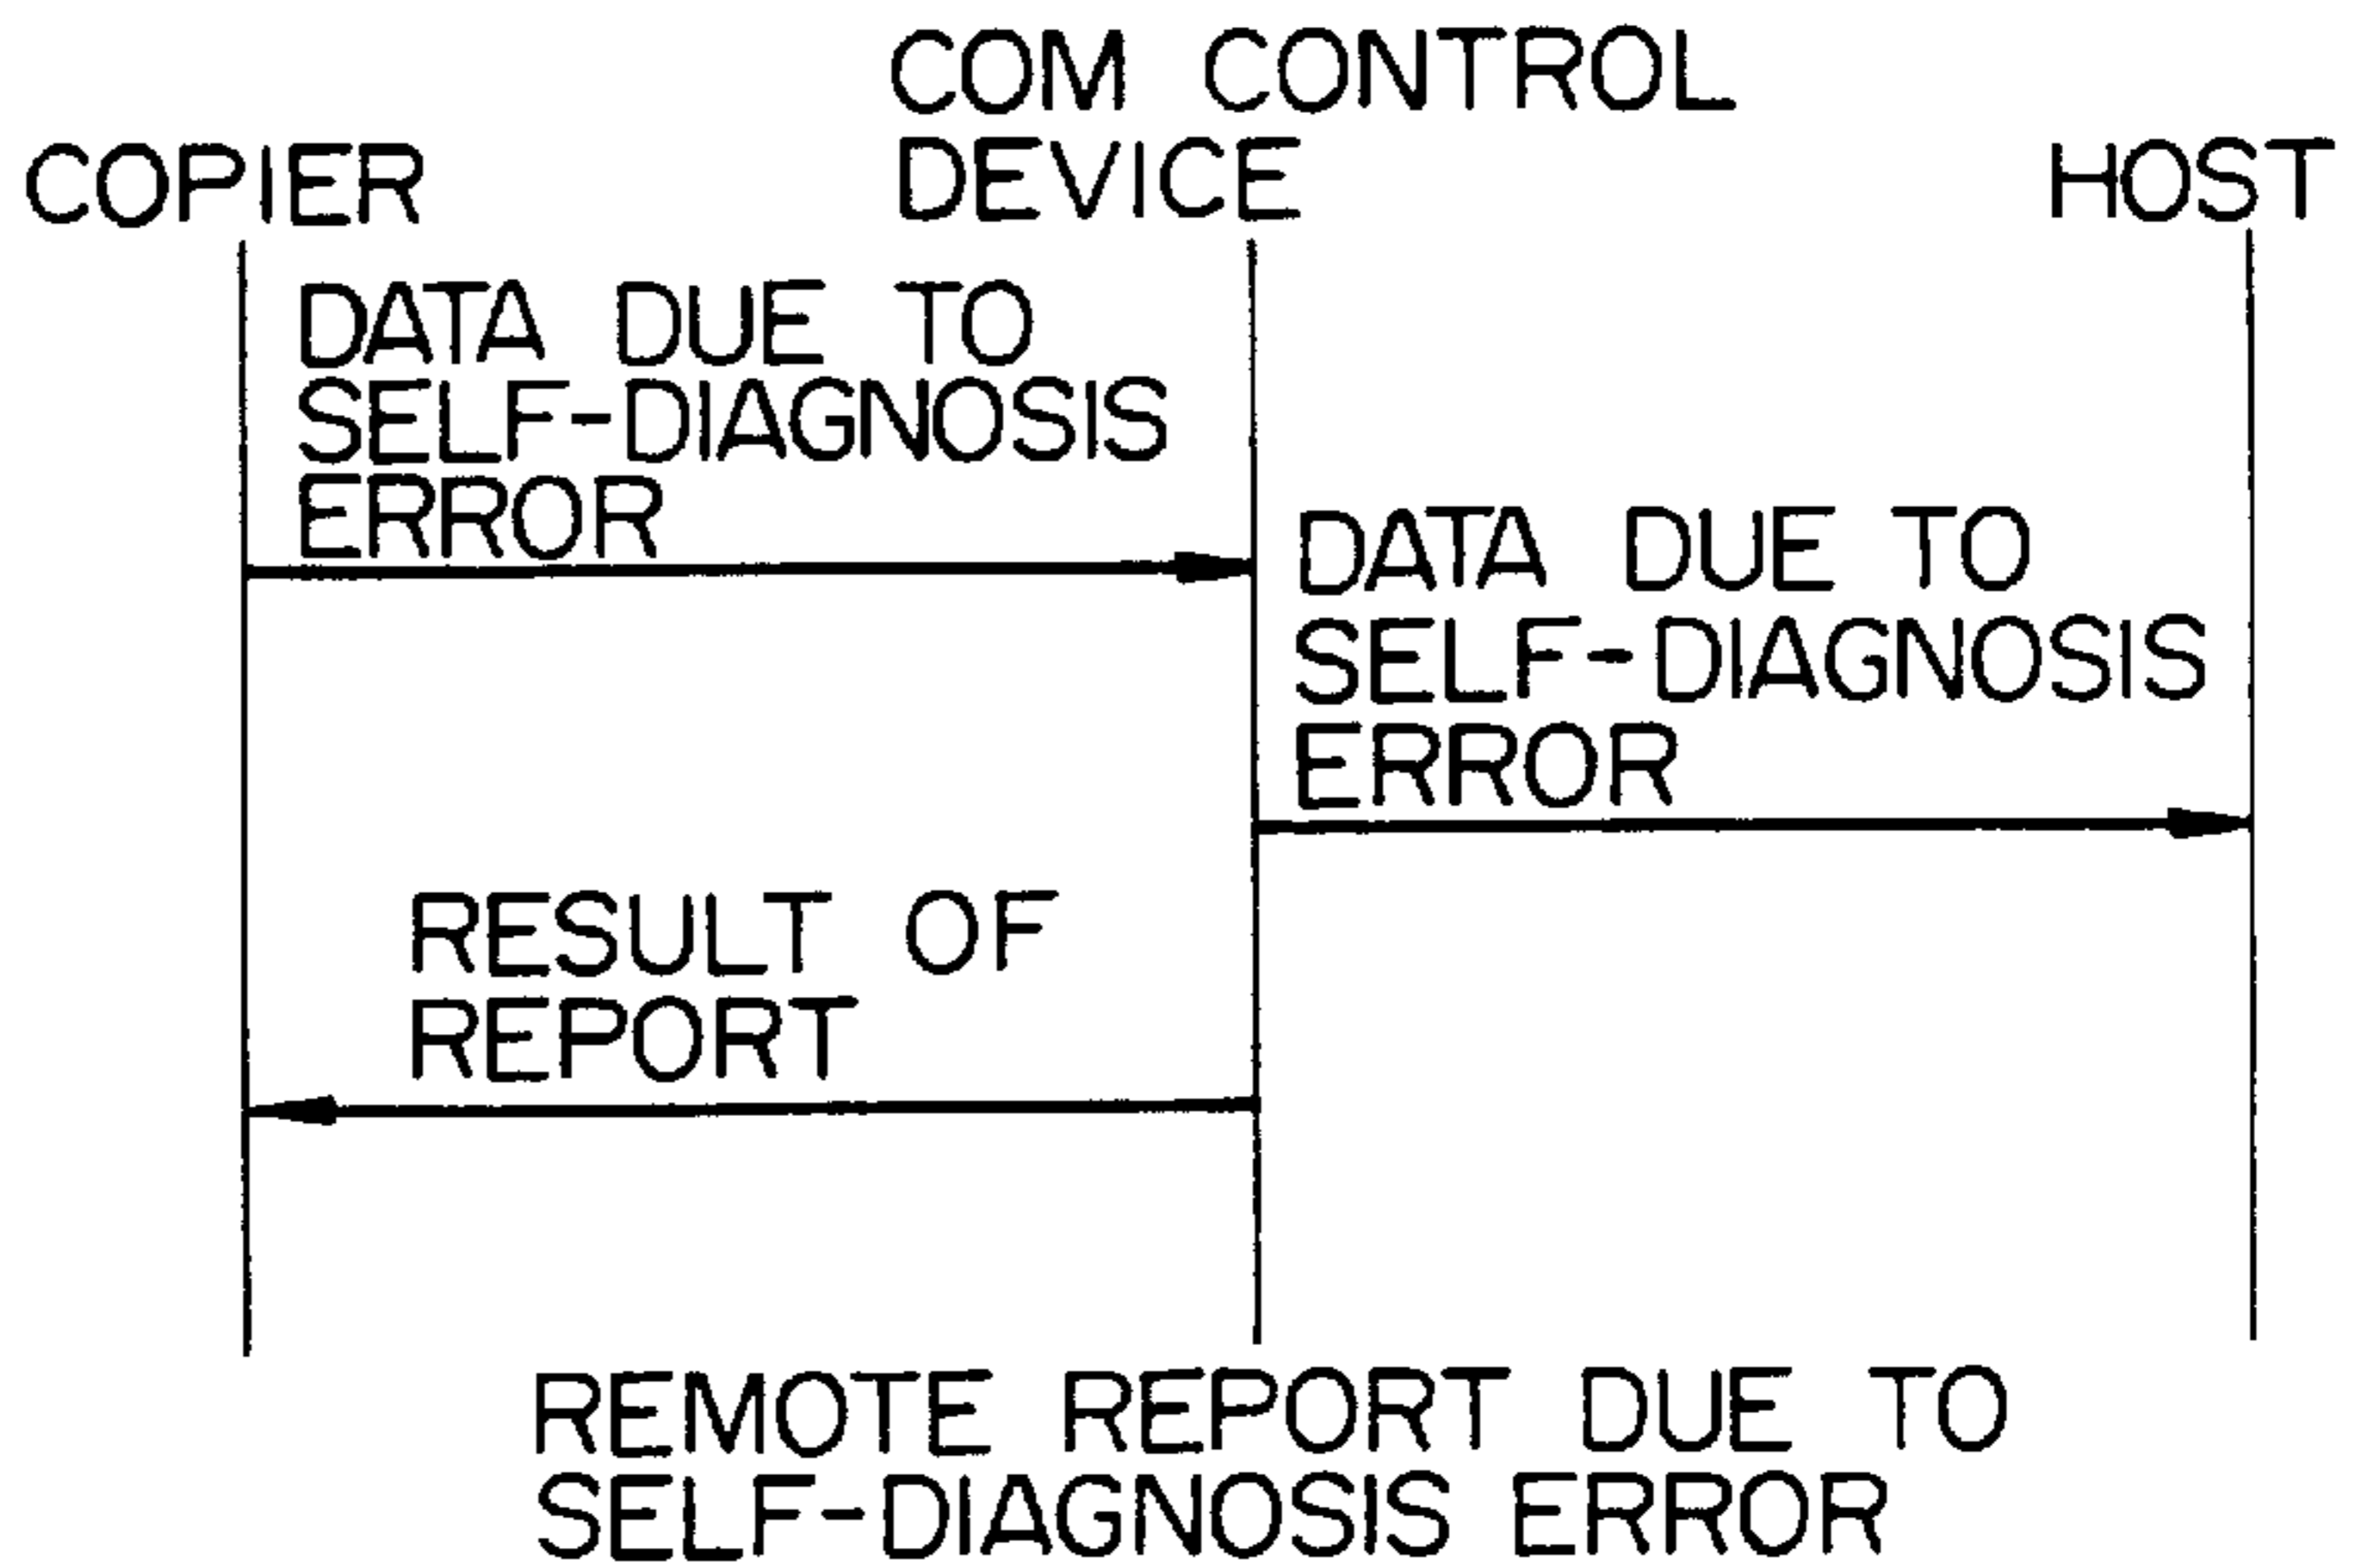 COPIER
COM CONTROL
DEVICE
HOST
DATA DUE TO
SELF-DIAGNOSIS
ERROR
DATA DUE TO
SELF-DIAGNOSIS
ERROR
RESULT OF
REPORT
REMOTE REPORT DUE TO
SELF-DIAGNOSIS ERROR